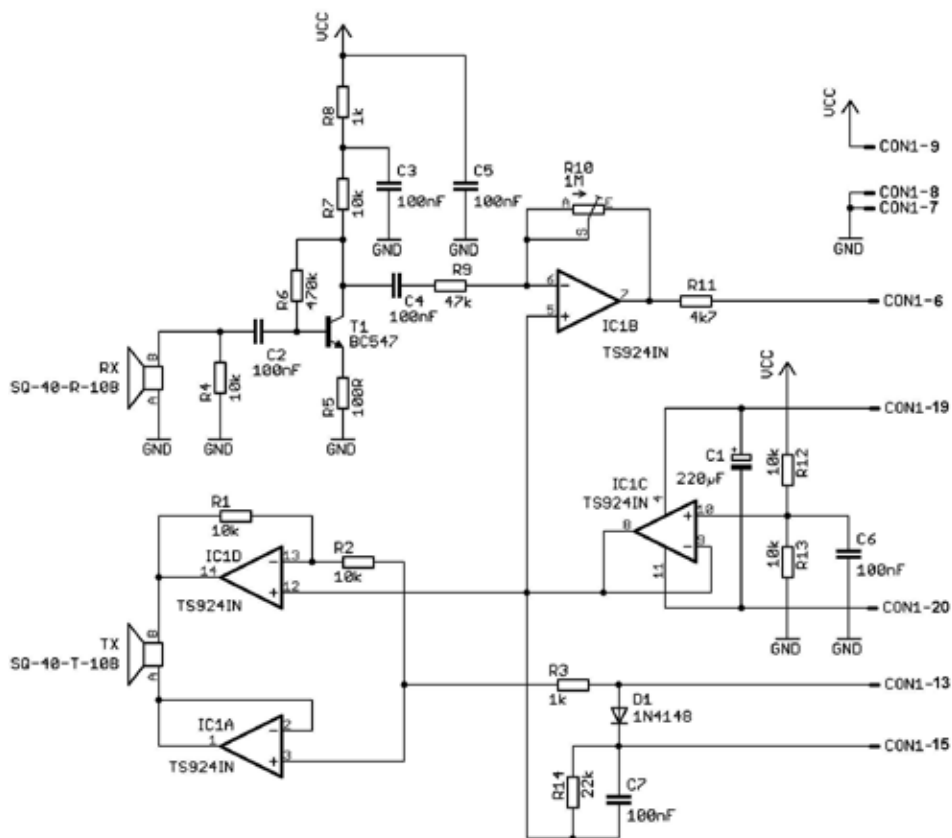 VCC
R8
1k
C3
100nF
C5
100nF
R7
10k
GND
GND
R10
1M
A
E
S
VCC
CON1-9
CON1-8
CON1-7
GND
R6
470k
C4
100nF
R9
47k
6
5
7
IC1B
TS924IN
R11
4k7
CON1-6
RX
SQ-40-R-10B
B
A
GND
R4
10k
GND
C2
100nF
T1
BC547
R5
100R
GND
VCC
CON1-19
C1
+
220µF
10k
R12
IC1C
TS924IN
4
8
10
9
11
10k
R13
C6
100nF
CON1-20
GND
GND
R1
10k
IC1D
14
13
12
TS924IN
R2
10k
TX
SQ-40-T-10B
B
A
IC1A
1
2
3
TS924IN
R3
1k
CON1-13
D1
1N4148
CON1-15
R14
22k
C7
100nF